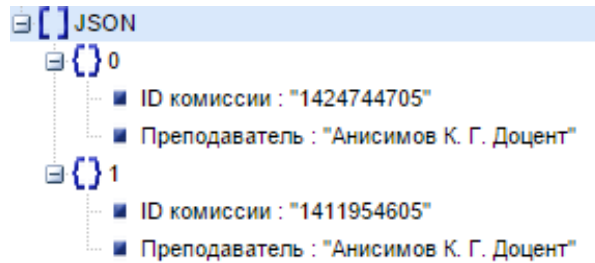 JSON
0
ID комиссии : "1424744705"
Преподаватель : "Анисимов К. Г. Доцент"
1
ID комиссии : "1411954605"
Преподаватель : "Анисимов К. Г. Доцент"